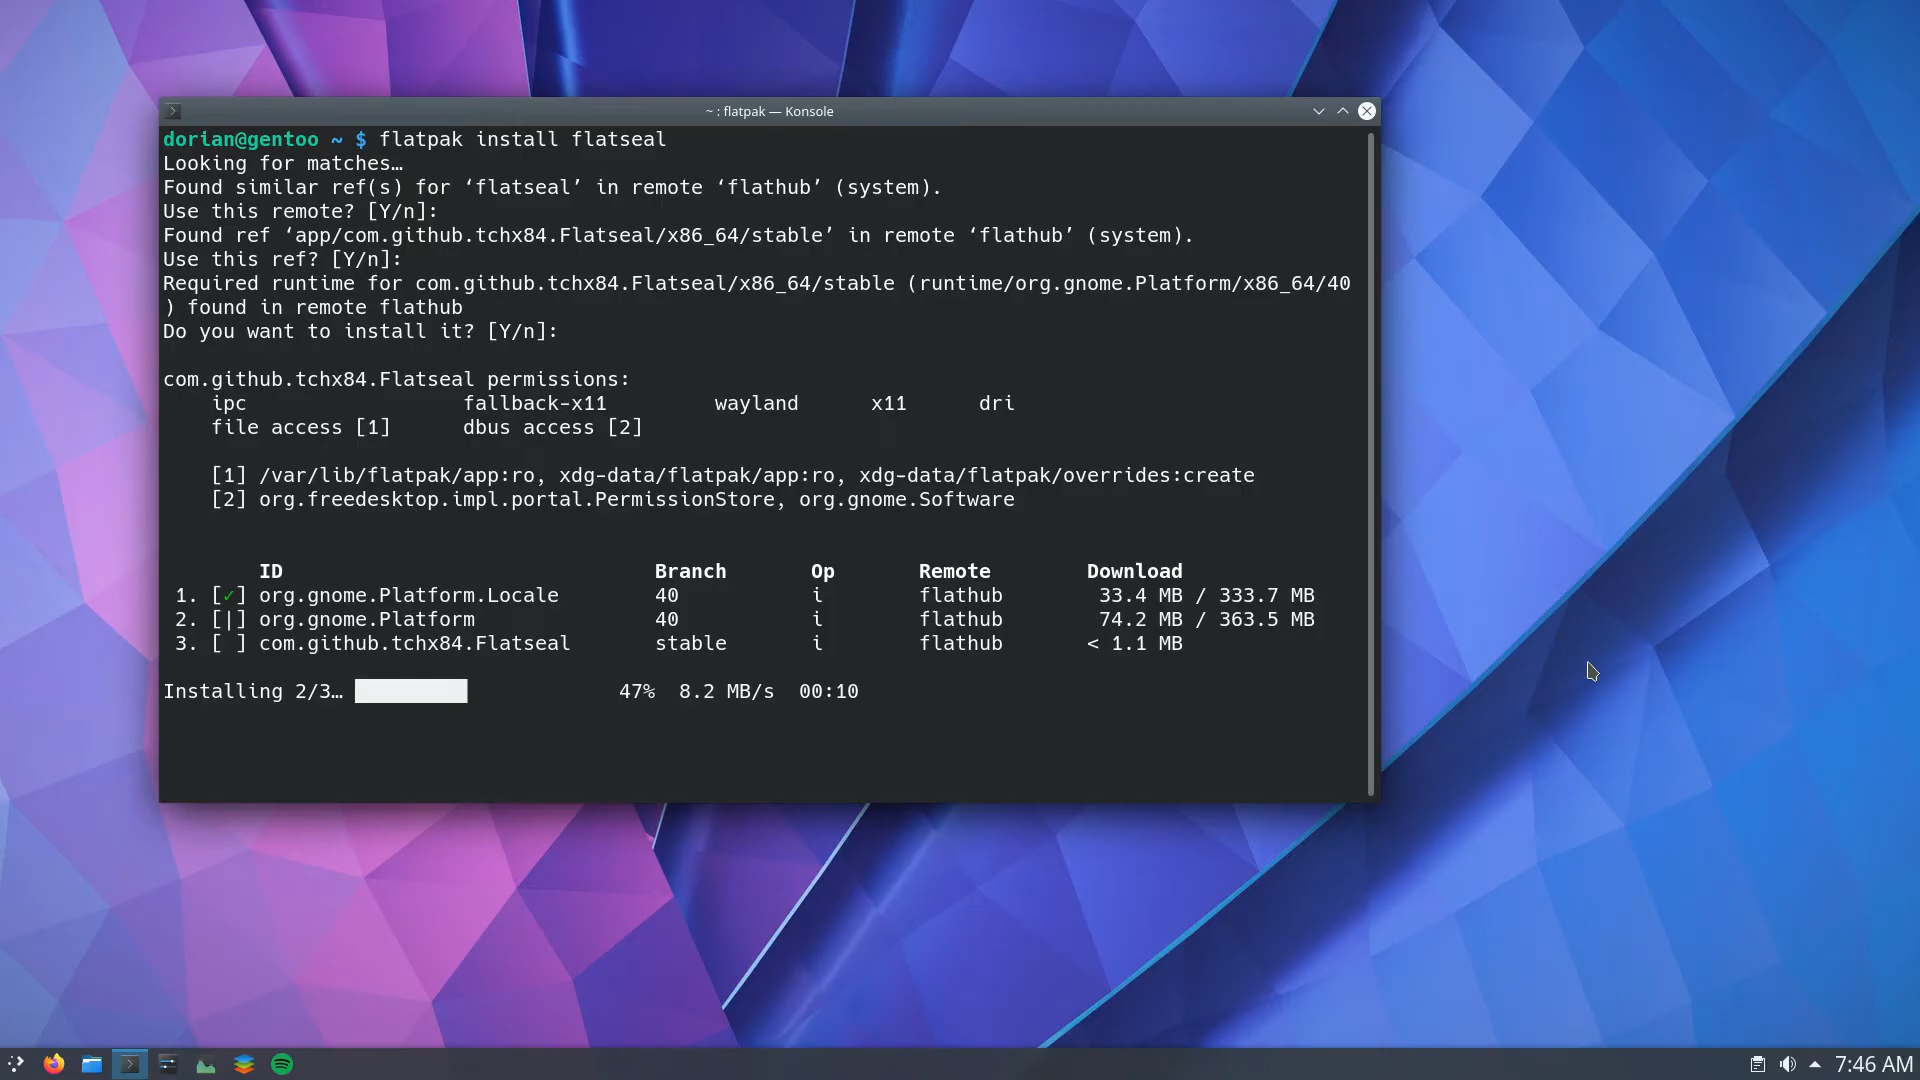 ~ : flatpak — Konsole
dorian@gentoo ~ $ flatpak install flatseal
Looking for matches…
Found similar ref(s) for ‘flatseal’ in remote ‘flathub’ (system).
Use this remote? [Y/n]:
Found ref ‘app/com.github.tchx84.Flatseal/x86_64/stable’ in remote ‘flathub’ (system).
Use this ref? [Y/n]:
Required runtime for com.github.tchx84.Flatseal/x86_64/stable (runtime/org.gnome.Platform/x86_64/40
) found in remote flathub
Do you want to install it? [Y/n]:
com.github.tchx84.Flatseal permissions:
ipc fallback-x11 wayland x11 dri
file access [1] dbus access [2]
[1] /var/lib/flatpak/app:ro, xdg-data/flatpak/app:ro, xdg-data/flatpak/overrides:create
[2] org.freedesktop.impl.portal.PermissionStore, org.gnome.Software
ID Branch Op Remote Download
1. [✓] org.gnome.Platform.Locale 40 i flathub 33.4 MB / 333.7 MB
2. [|] org.gnome.Platform 40 i flathub 74.2 MB / 363.5 MB
3. [ ] com.github.tchx84.Flatseal stable i flathub < 1.1 MB
Installing 2/3… 47% 8.2 MB/s 00:10
7:46 AM